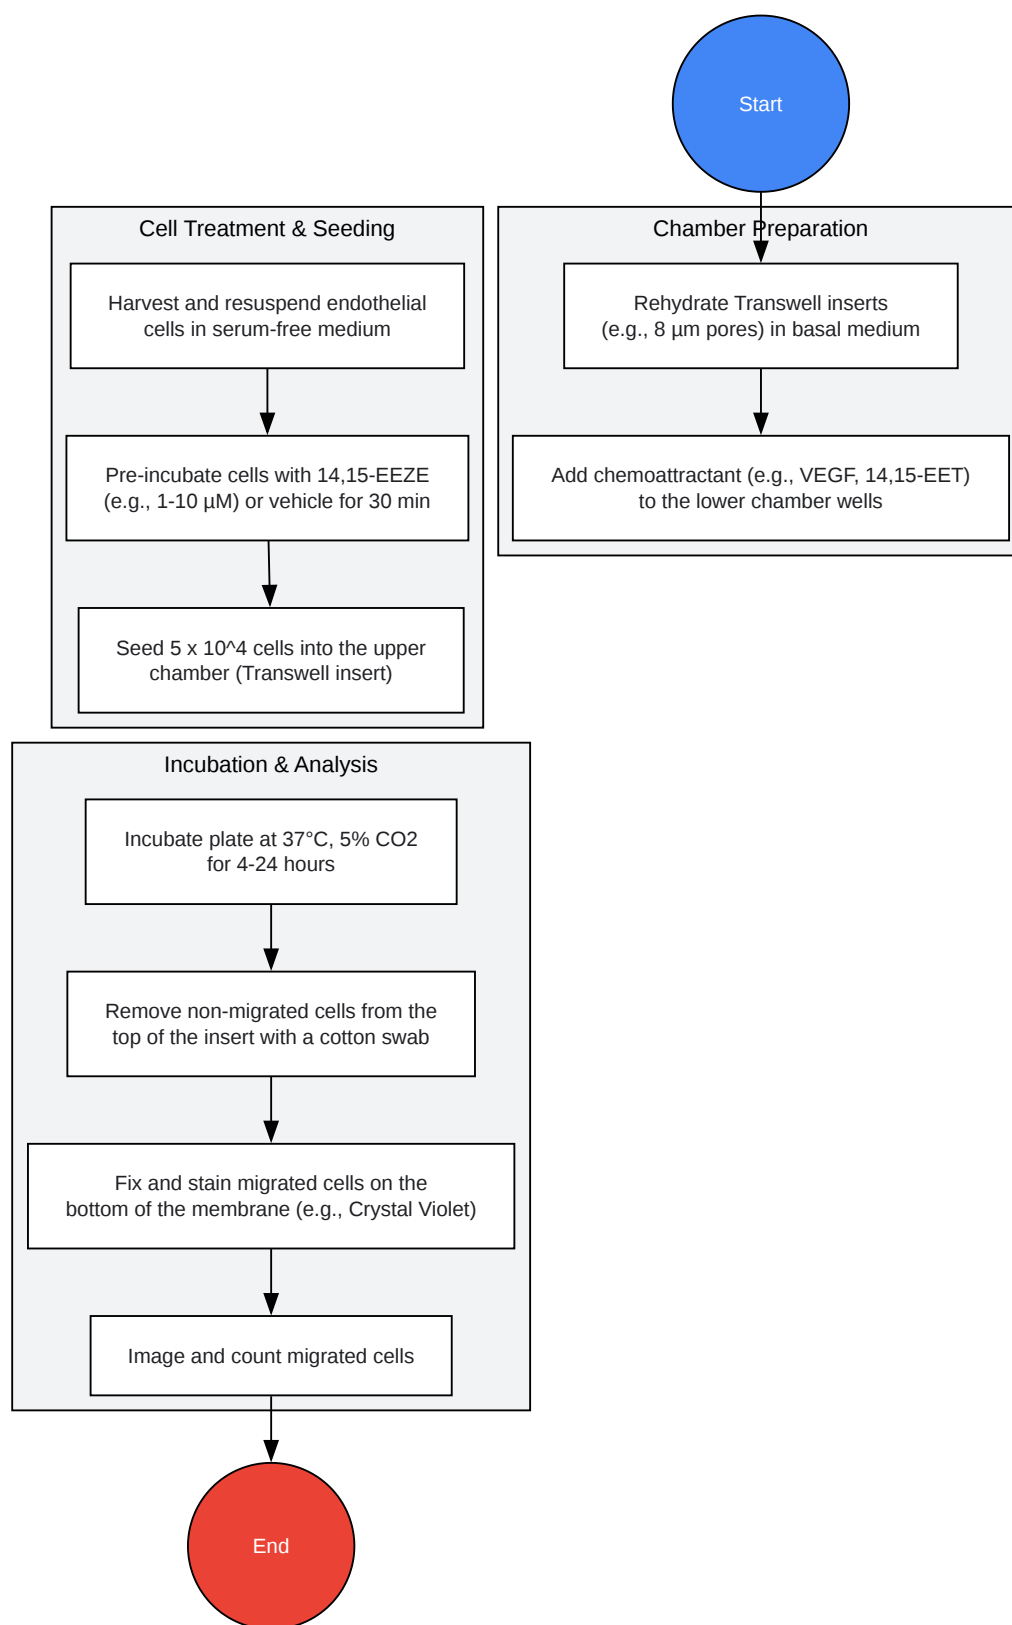 Start
Chamber Preparation
Rehydrate Transwell inserts
(e.g., 8 µm pores) in basal medium
Add chemoattractant (e.g., VEGF, 14,15-EET)
to the lower chamber wells
Cell Treatment & Seeding
Harvest and resuspend endothelial
cells in serum-free medium
Pre-incubate cells with 14,15-EEZE
(e.g., 1-10 µM) or vehicle for 30 min
Seed 5 x 10^4 cells into the upper
chamber (Transwell insert)
Incubation & Analysis
Incubate plate at 37°C, 5% CO2
for 4-24 hours
Remove non-migrated cells from the
top of the insert with a cotton swab
Fix and stain migrated cells on the
bottom of the membrane (e.g., Crystal Violet)
Image and count migrated cells
End